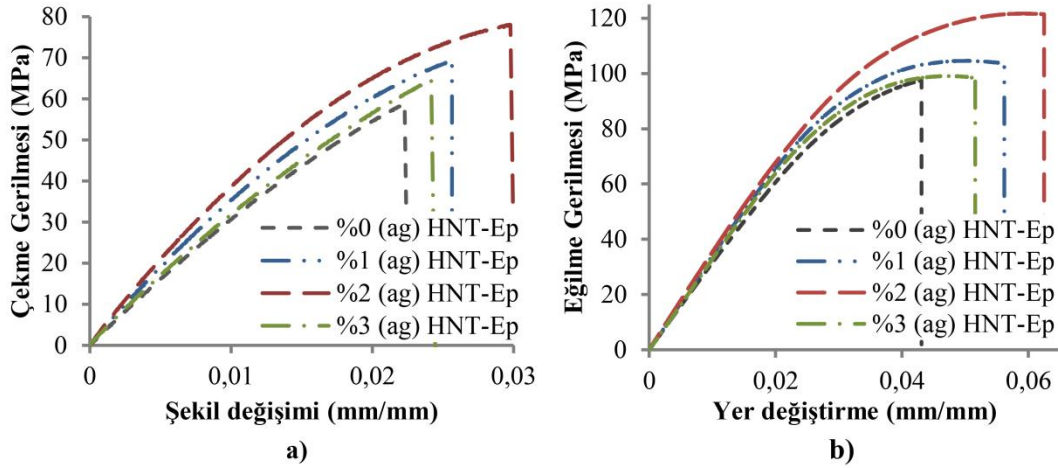 Çekme Gerilmesi (MPa)
80
70
60
50
40
30
20
10
0
%0 (ag) HNT-Ep
%1 (ag) HNT-Ep
%2 (ag) HNT-Ep
%3 (ag) HNT-Ep
0 0,01 0,02 0,03
Şekil değişimi (mm/mm)
a)
Eğilme Gerilmesi (MPa)
120
100
80
60
40
20
0
%0 (ag) HNT-Ep
%1 (ag) HNT-Ep
%2 (ag) HNT-Ep
%3 (ag) HNT-Ep
0 0,02 0,04 0,06
Yer değiştirme (mm/mm)
b)